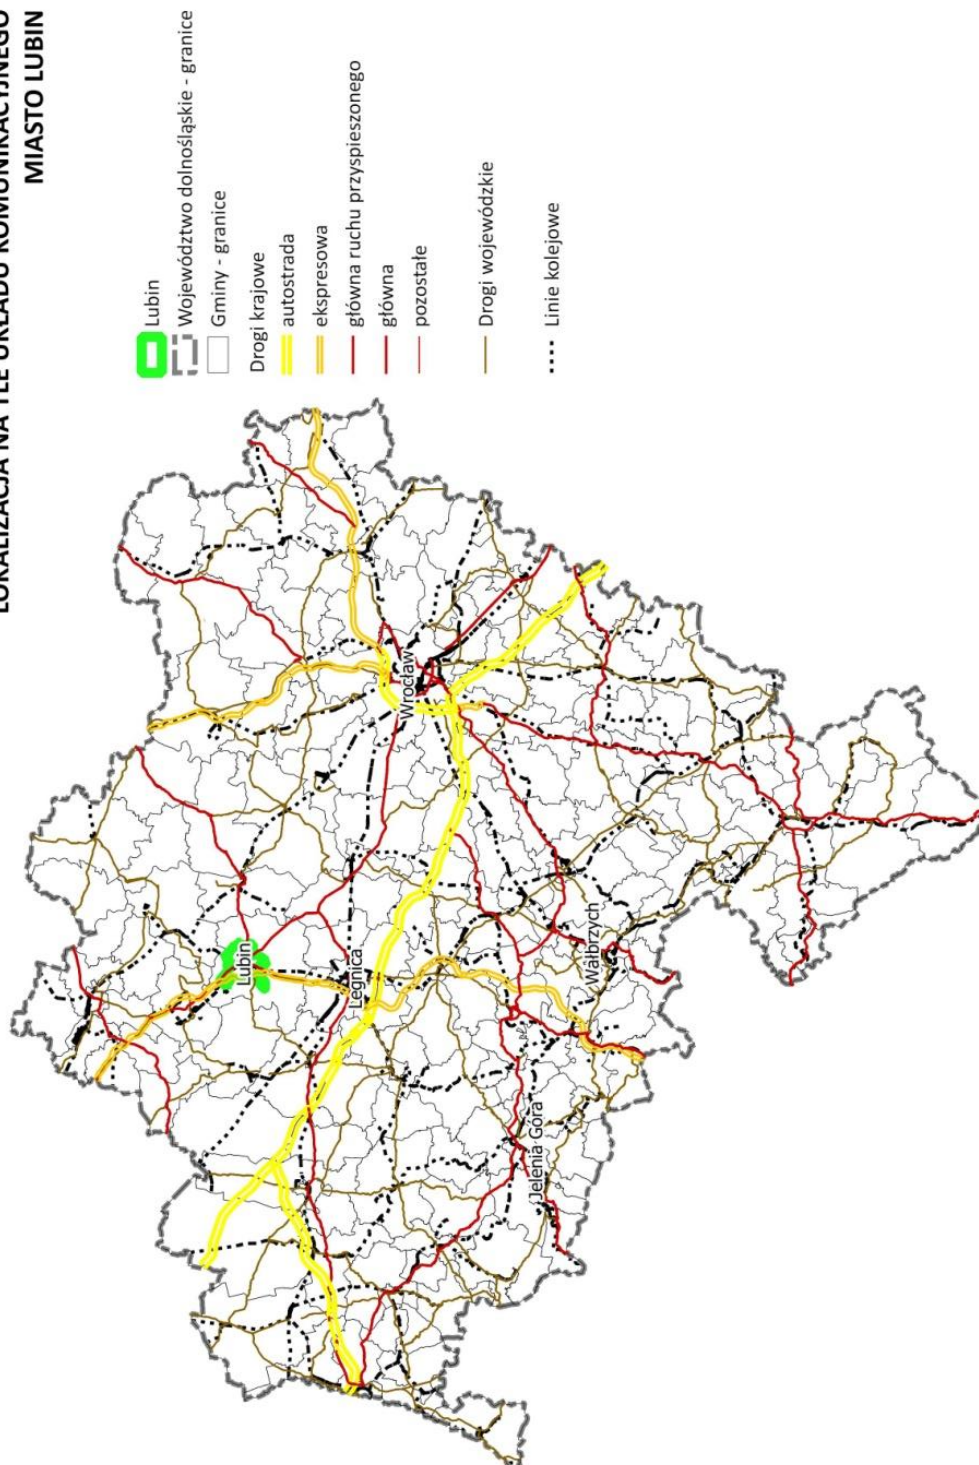 LOKALIZACJA NA TLE UKŁADU KOMUNIKACYJNEGO
MIASTO LUBIN
Lubin
Województwo dolnośląskie - granice
Gminy - granice
Drogi krajowe
autostrada
ekspresowa
główna ruchu przyspieszonego
główna
pozostałe
Drogi wojewódzkie
Linie kolejowe
Lubin
Legnica
Wrocław
Jelenia Góra
Wałbrzych